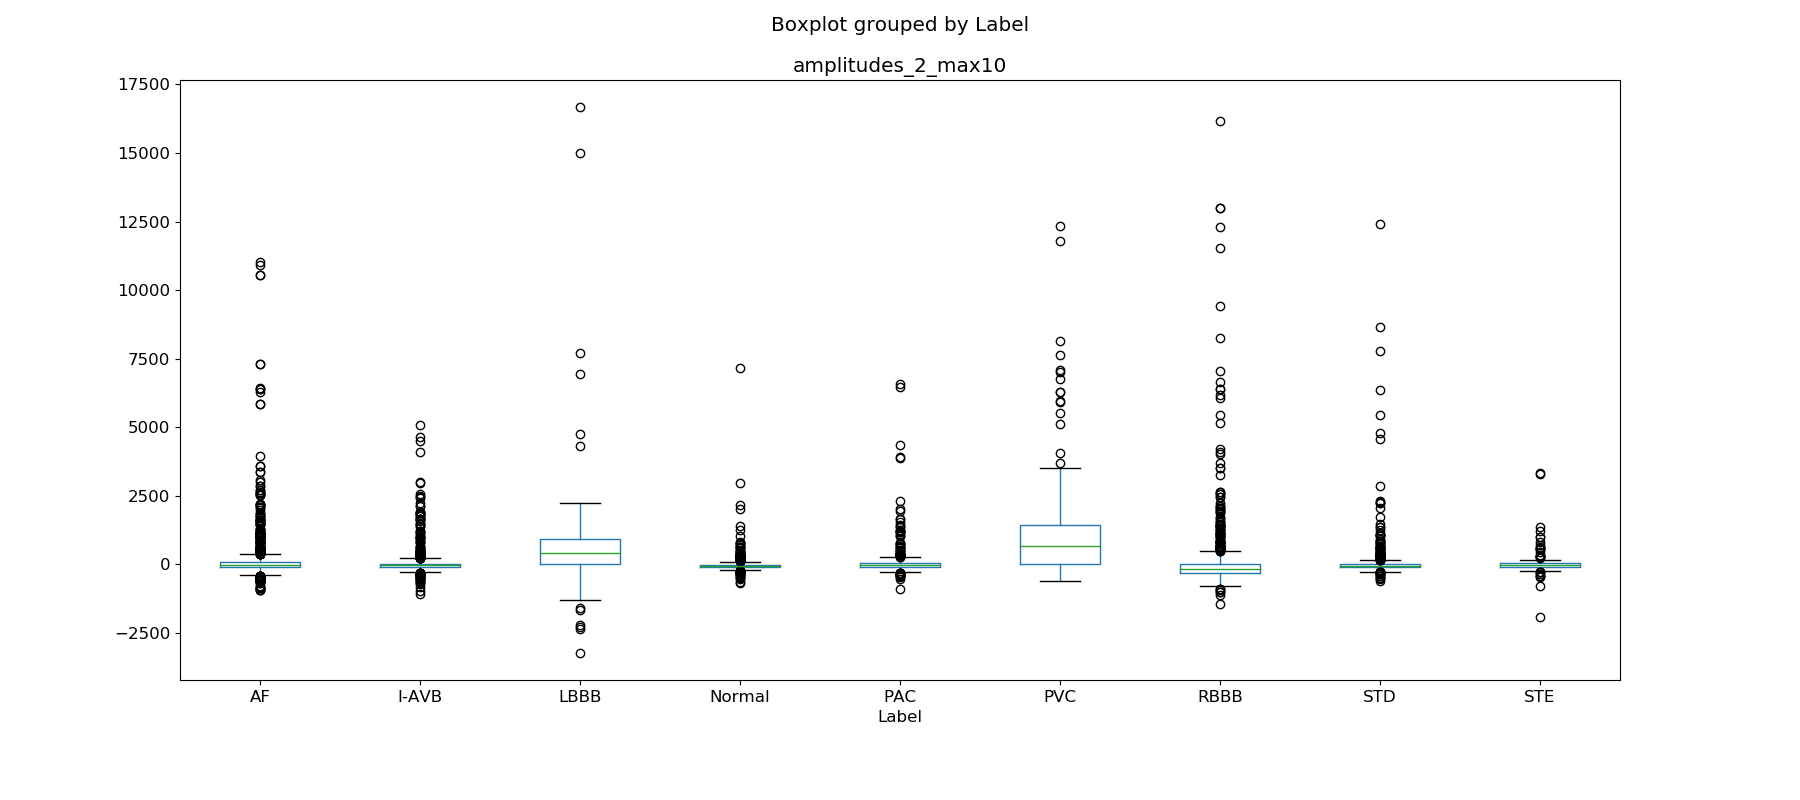 Boxplot grouped by Label
amplitudes_2_max10
17500
15000
12500
10000
7500
5000
2500
0
−2500
AF I-AVB LBBB Normal PAC PVC RBBB STD STE
Label